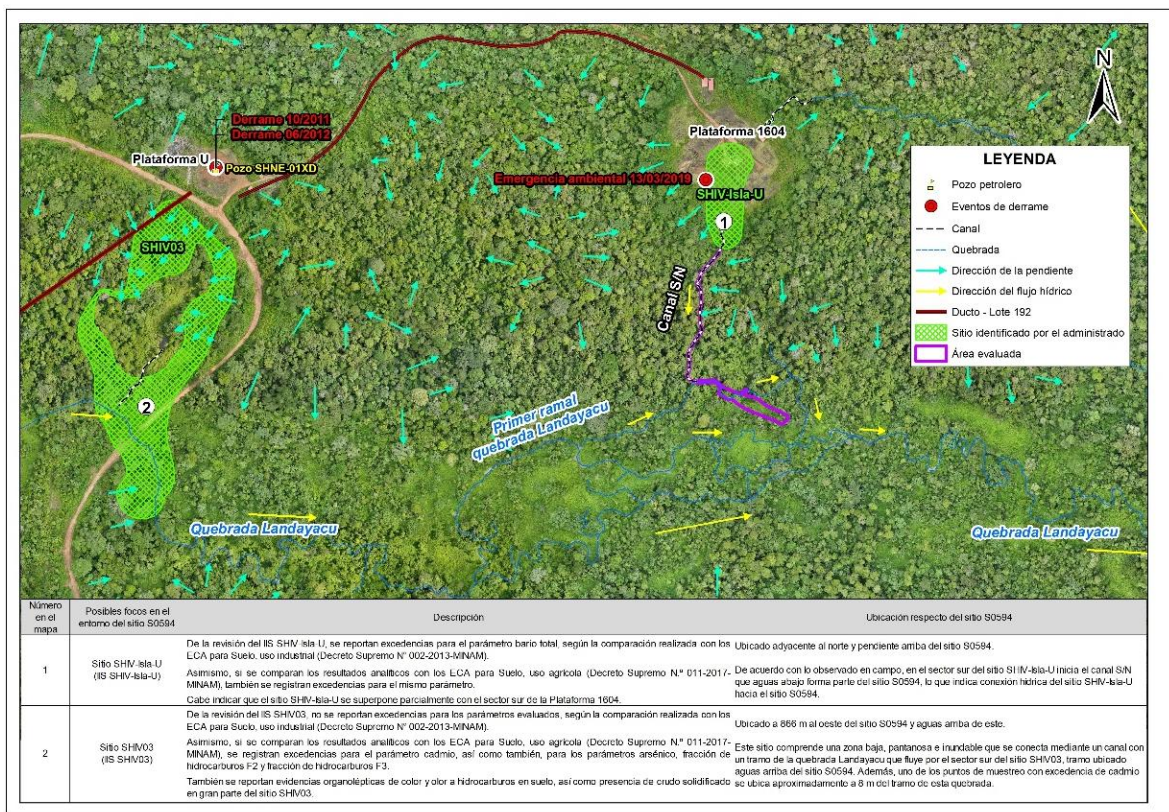 N
Derrame 10/2011
Derrame 06/2012
Plataforma U
Pozo SHNE-01XD
Plataforma 1604
Emergencia ambiental 13/03/2019
SHIV-Isla-U
1
SHIV03
Canal S/N
2
Primer ramal
quebrada Landayacu
Quebrada Landayacu
Quebrada Landayacu
LEYENDA
Pozo petrolero
Eventos de derrame
Canal
Quebrada
Dirección de la pendiente
Dirección del flujo hídrico
Ducto - Lote 192
Sitio identificado por el administrado
Área evaluada
Número
en el
mapa
Posibles focos en el
entorno del sitio S0594
Descripción
Ubicación respecto del sitio S0594
1
Sitio SHIV-Isla-U
(IIS SHIV-Isla-U)
De la revisión del IIS SHIV-Isla-U, se reportan excedencias para el parámetro bario total, según la comparación realizada con los
ECA para Suelo, uso industrial (Decreto Supremo N° 002-2013-MINAM).
Asimismo, si se comparan los resultados analíticos con los ECA para Suelo, uso agrícola (Decreto Supremo N.° 011-2017-
MINAM), también se registran excedencias para el mismo parámetro.
Cabe indicar que el sitio SHIV-Isla-U se superpone parcialmente con el sector sur de la Plataforma 1604.
Ubicado adyacente al norte y pendiente arriba del sitio S0594.
De acuerdo con lo observado en campo, en el sector sur del sitio SHIV-Isla-U inicia el canal S/N
que aguas abajo forma parte del sitio S0594, lo que indica conexión hídrica del sitio SHIV-Isla-U
hacia el sitio S0594.
2
Sitio SHIV03
(IIS SHIV03)
De la revisión del IIS SHIV03, no se reportan excedencias para los parámetros evaluados, según la comparación realizada con los
ECA para Suelo, uso industrial (Decreto Supremo N° 002-2013-MINAM).
Asimismo, si se comparan los resultados analíticos con los ECA para Suelo, uso agrícola (Decreto Supremo N.° 011-2017-
MINAM), se registran excedencias para el parámetro cadmio, así como también, para los parámetros arsénico, fracción de
hidrocarburos F2 y fracción de hidrocarburos F3.
También se reportan evidencias organolépticas de color y olor a hidrocarburos en suelo, así como presencia de crudo solidificado
en gran parte del sitio SHIV03.
Ubicado a 866 m al oeste del sitio S0594 y aguas arriba de este.
Este sitio comprende una zona baja, pantanosa e inundable que se conecta mediante un canal con
un tramo de la quebrada Landayacu que fluye por el sector sur del sitio SHIV03, tramo ubicado
aguas arriba del sitio S0594. Además, uno de los puntos de muestreo con excedencia de cadmio
se ubica aproximadamente a 8 m del tramo de esta quebrada.